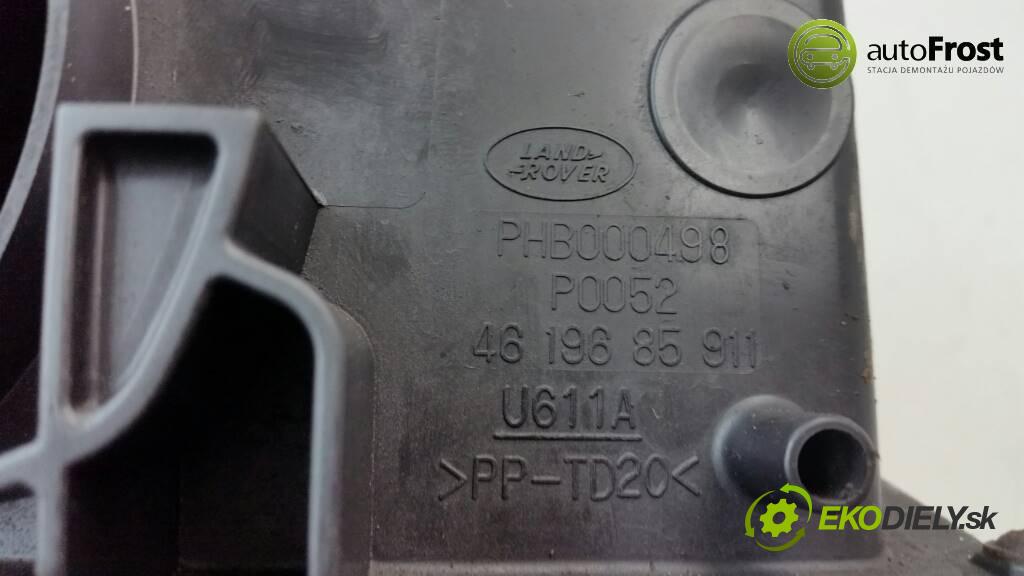 autoFrost
STACJA DEMONTAŻU POJAZDÓW
LAND
ROVER
PHB000498
P0052
46 196 85 911
U611A
>PP-TD20<
EKODIELY.sk